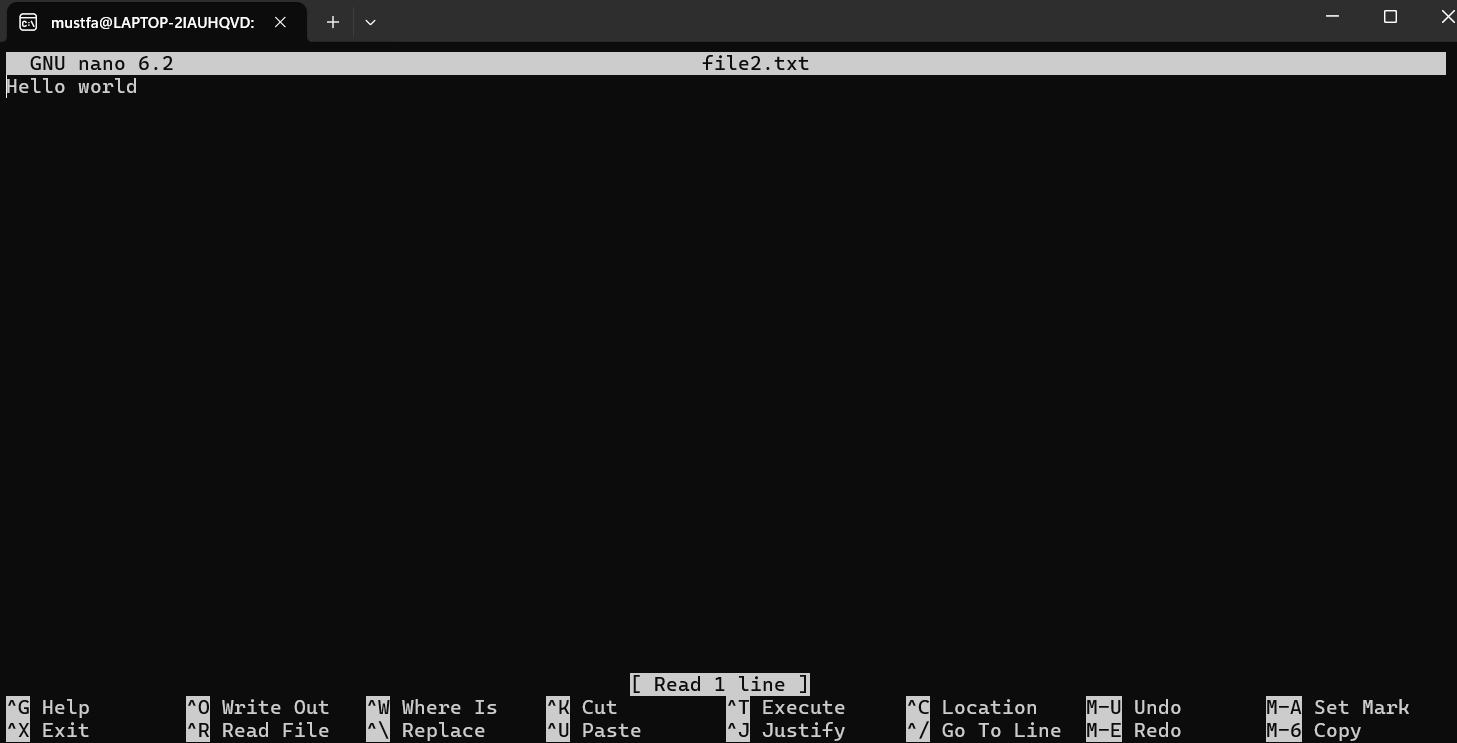 mustfa@LAPTOP-2IAUHQVD:
GNU nano 6.2 file2.txt
Hello world
[ Read 1 line ]
^G Help ^O Write Out ^W Where Is ^K Cut ^T Execute ^C Location M-U Undo M-A Set Mark
^X Exit ^R Read File ^\ Replace ^U Paste ^J Justify ^/ Go To Line M-E Redo M-6 Copy